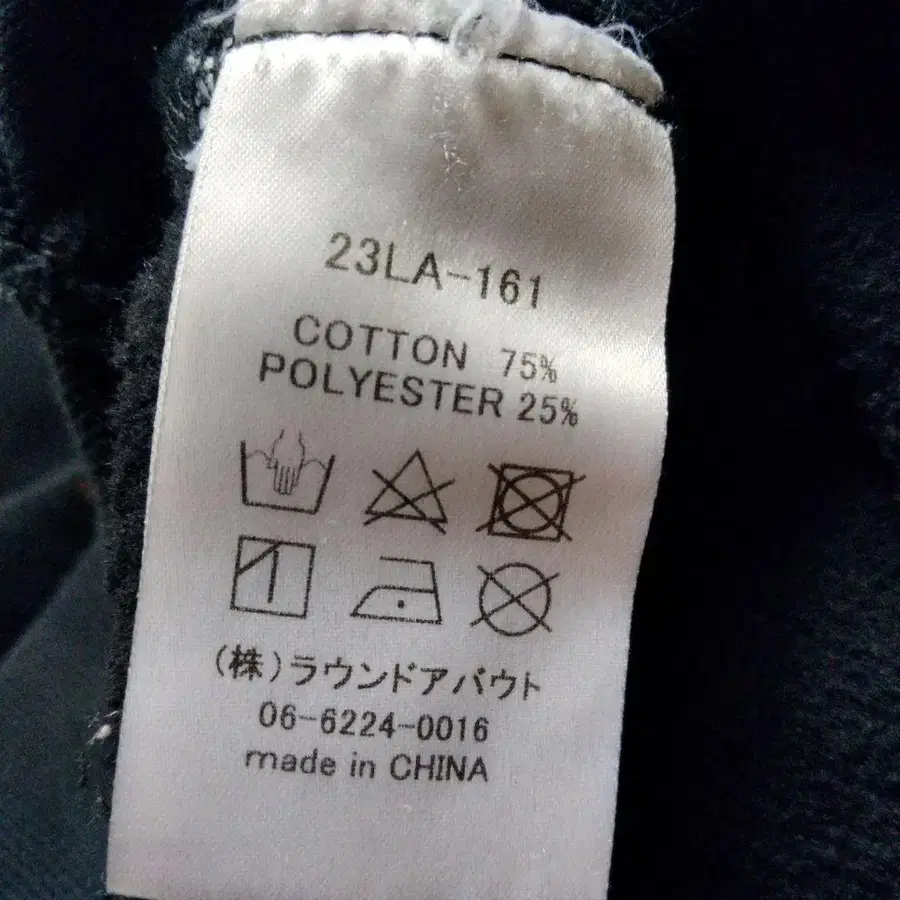 23LA-161
COTTON 75%
POLYESTER 25%
(株)ラウンドアバウト
06-6224-0016
made in CHINA